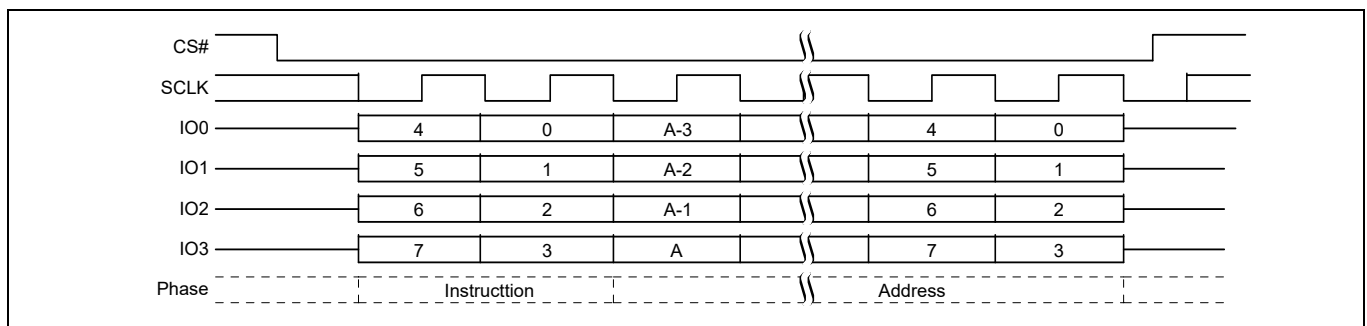 CS#
SCLK
IO0 4 0 A-3 4 0
IO1 5 1 A-2 5 1
IO2 6 2 A-1 6 2
IO3 7 3 A 7 3
Phase Instructtion Address